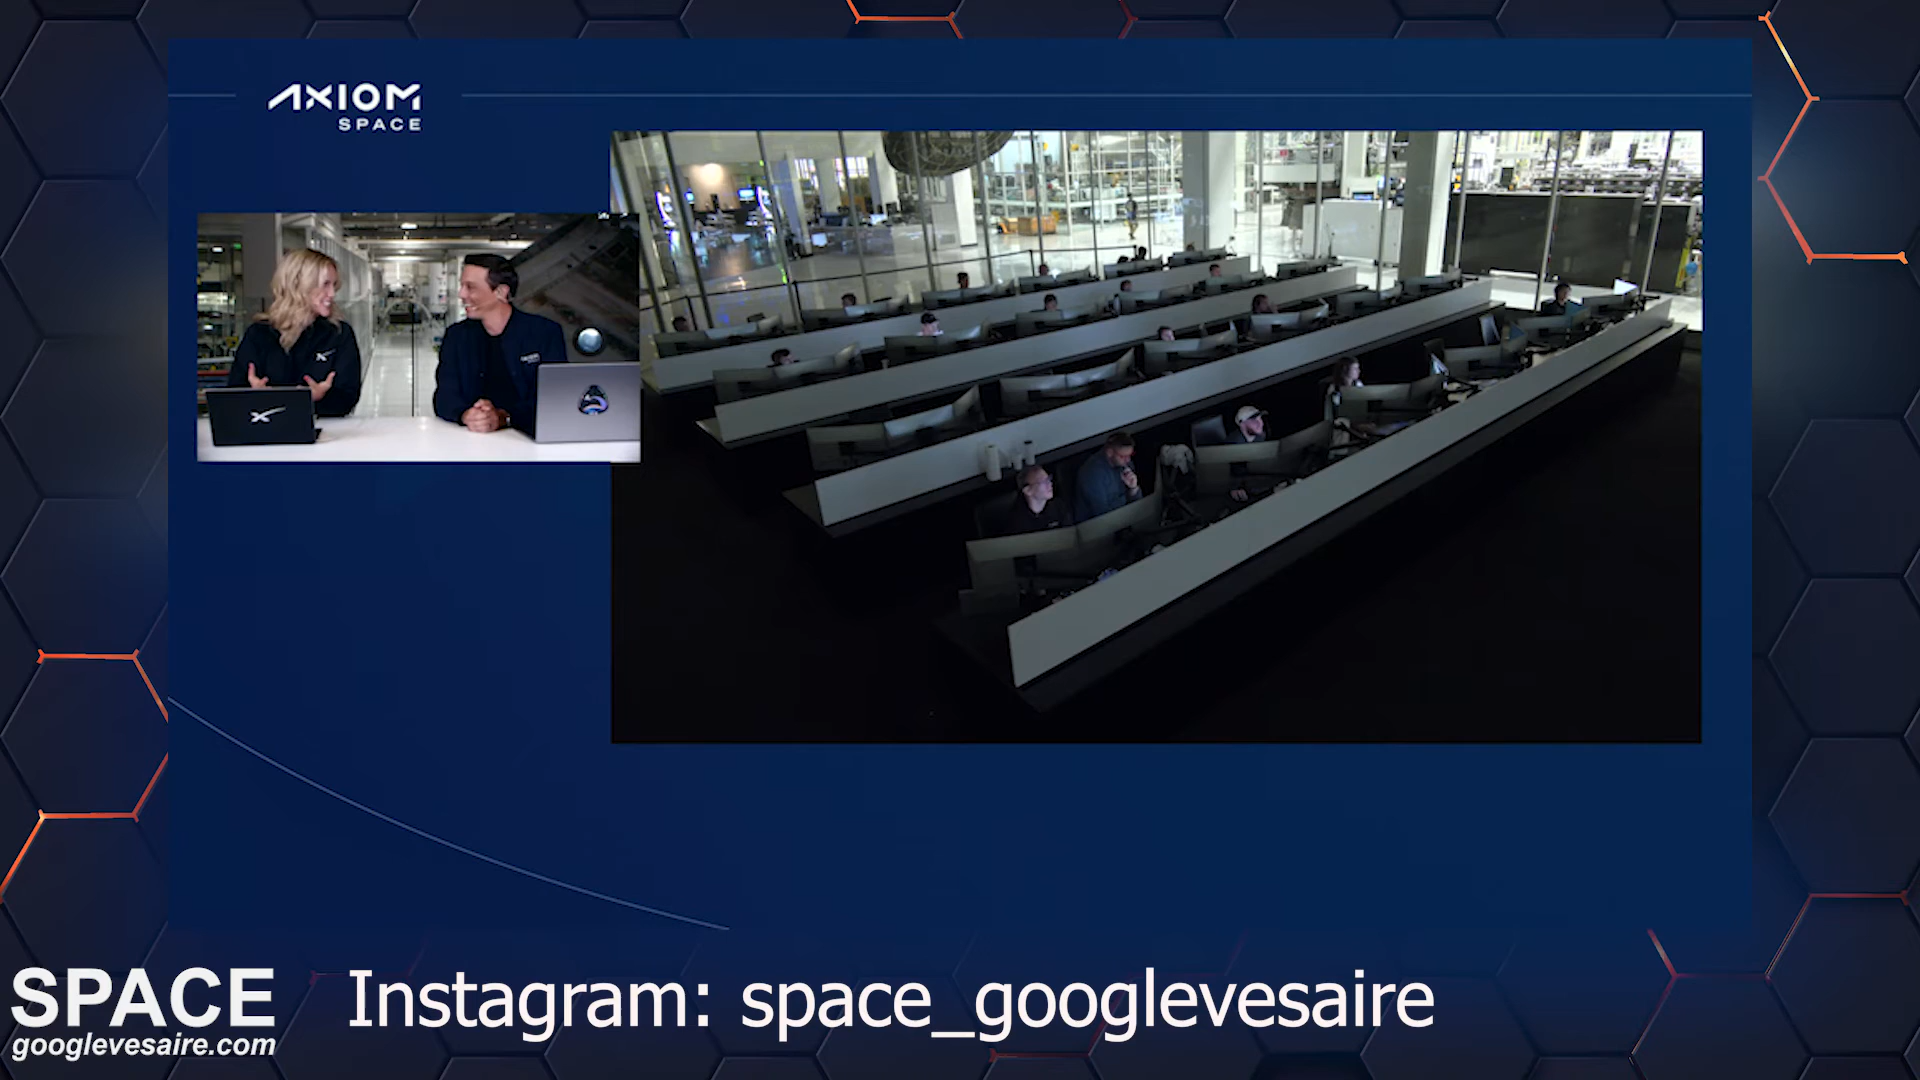 AXIOM
SPACE
SPACE
googlevesaire.com
Instagram: space_googlevesaire